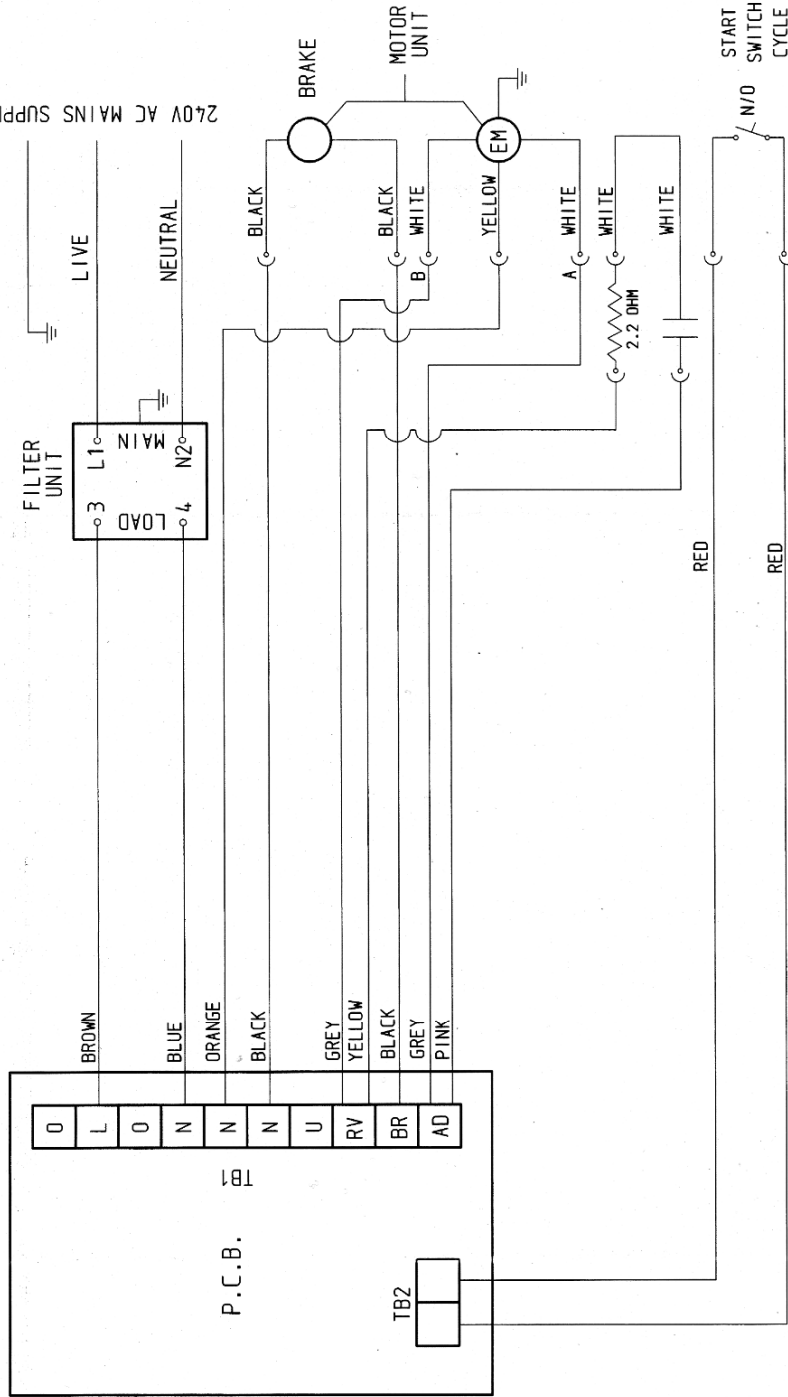 240V AC MAINS SUPPL
LIVE
NEUTRAL
FILTER
UNIT
L1
MAIN
N2
3
LOAD
4
BRAKE
MOTOR
UNIT
EM
START
SWITCH
CYCLE
N/O
BLACK
BLACK
WHITE
YELLOW
WHITE
WHITE
WHITE
B
A
2.2 OHM
RED
RED
BROWN
BLUE
ORANGE
BLACK
GREY
YELLOW
BLACK
GREY
PINK
O
L
O
N
N
N
U
RV
BR
AD
TB1
P.C.B.
TB2